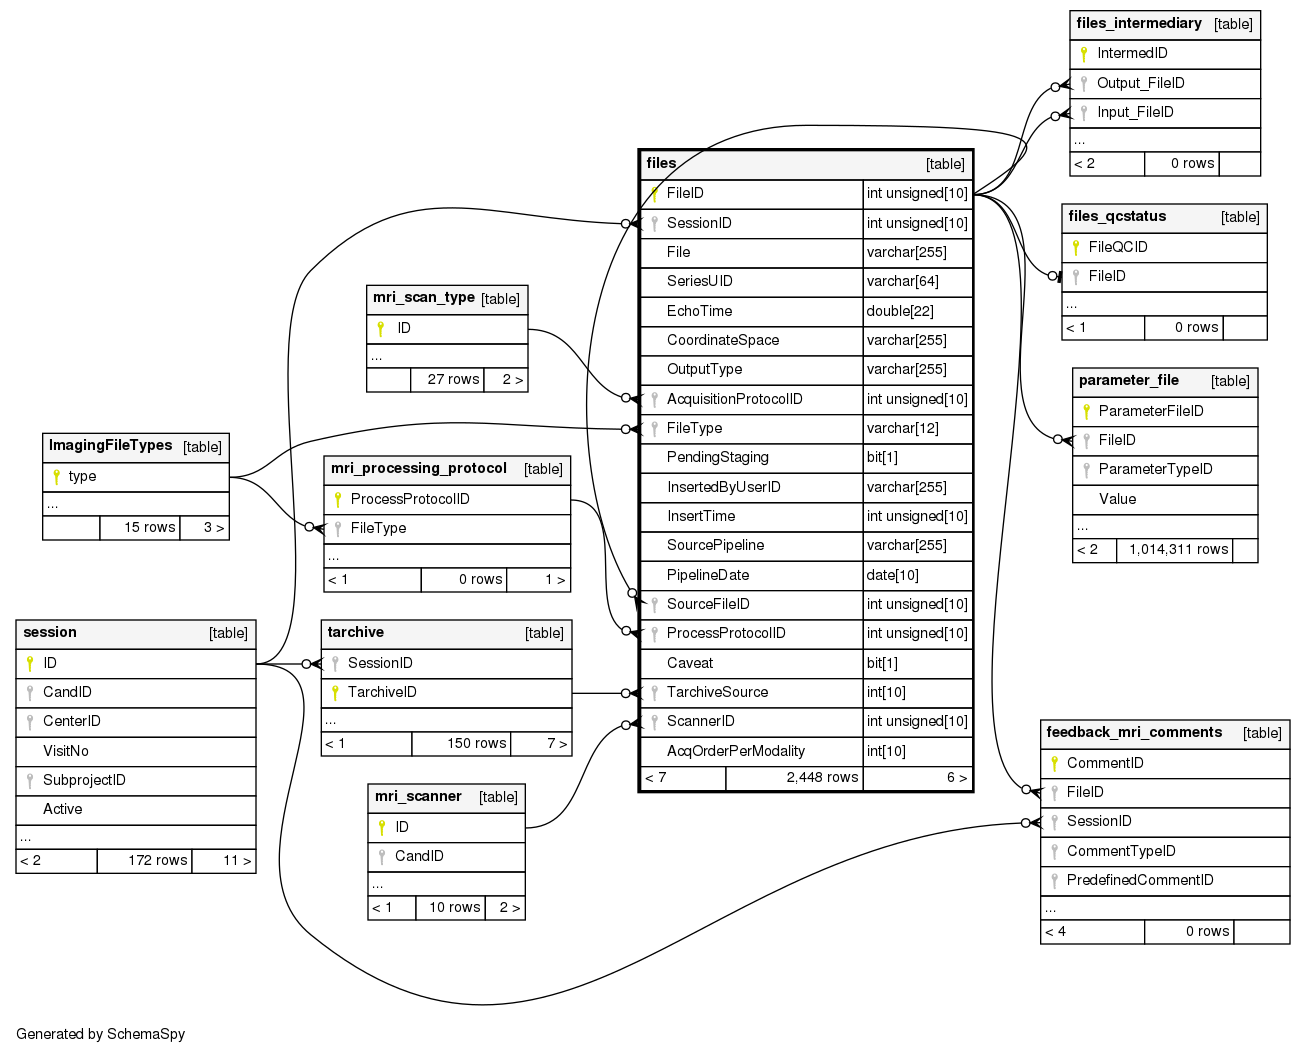 files_intermediary [table]
IntermedID
Output_FileID
Input_FileID
...
< 2 0 rows
files [table]
FileID int unsigned[10]
SessionID int unsigned[10]
File varchar[255]
SeriesUID varchar[64]
EchoTime double[22]
CoordinateSpace varchar[255]
OutputType varchar[255]
AcquisitionProtocolID int unsigned[10]
FileType varchar[12]
PendingStaging bit[1]
InsertedByUserID varchar[255]
InsertTime int unsigned[10]
SourcePipeline varchar[255]
PipelineDate date[10]
SourceFileID int unsigned[10]
ProcessProtocolID int unsigned[10]
Caveat bit[1]
TarchiveSource int[10]
ScannerID int unsigned[10]
AcqOrderPerModality int[10]
< 7 2,448 rows 6 >
files_qcstatus [table]
FileQCID
FileID
...
< 1 0 rows
mri_scan_type [table]
ID
...
27 rows 2 >
parameter_file [table]
ParameterFileID
FileID
ParameterTypeID
Value
...
< 2 1,014,311 rows
ImagingFileTypes [table]
type
...
15 rows 3 >
mri_processing_protocol [table]
ProcessProtocolID
FileType
...
< 1 0 rows 1 >
session [table]
ID
CandID
CenterID
VisitNo
SubprojectID
Active
...
< 2 172 rows 11 >
tarchive [table]
SessionID
TarchiveID
...
< 1 150 rows 7 >
mri_scanner [table]
ID
CandID
...
< 1 10 rows 2 >
feedback_mri_comments [table]
CommentID
FileID
SessionID
CommentTypeID
PredefinedCommentID
...
< 4 0 rows
Generated by SchemaSpy